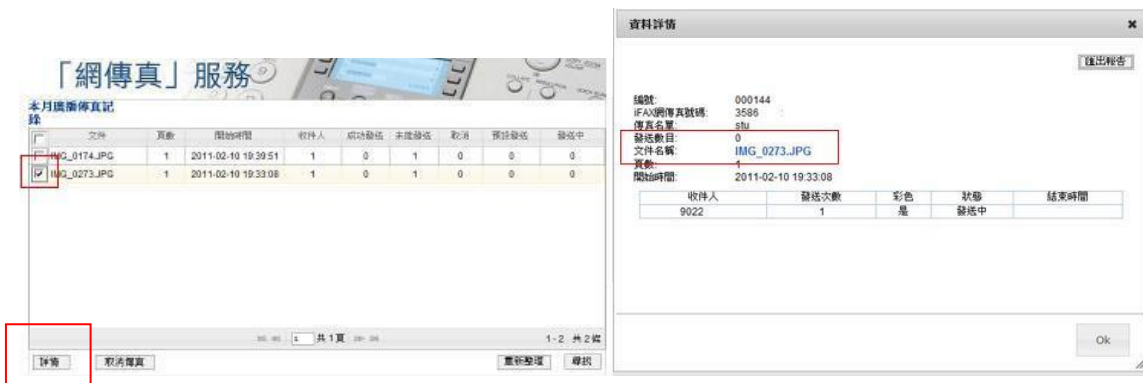 「網傳真」服務
本月廣播傳真記
錄
文件 頁數 開始時間 收件人 成功發送 未能發送 取消 預設發送 發送中
IMG_0174.JPG 1 2011-02-10 19:39:51 1 0 1 0 0 0
IMG_0273.JPG 1 2011-02-10 19:33:08 1 0 1 0 0 0
1 共1頁
1-2 共2條
詳情 取消傳真 重新整理 尋找
資料詳情
匯出報告
編號: 000144
iFAX網傳真號碼: 3586
傳真名單: stu
發送數目: 0
文件名稱: IMG_0273.JPG
頁數: 1
開始時間: 2011-02-10 19:33:08
收件人 發送次數 彩色 狀態 結束時間
9022 1 是 發送中
Ok